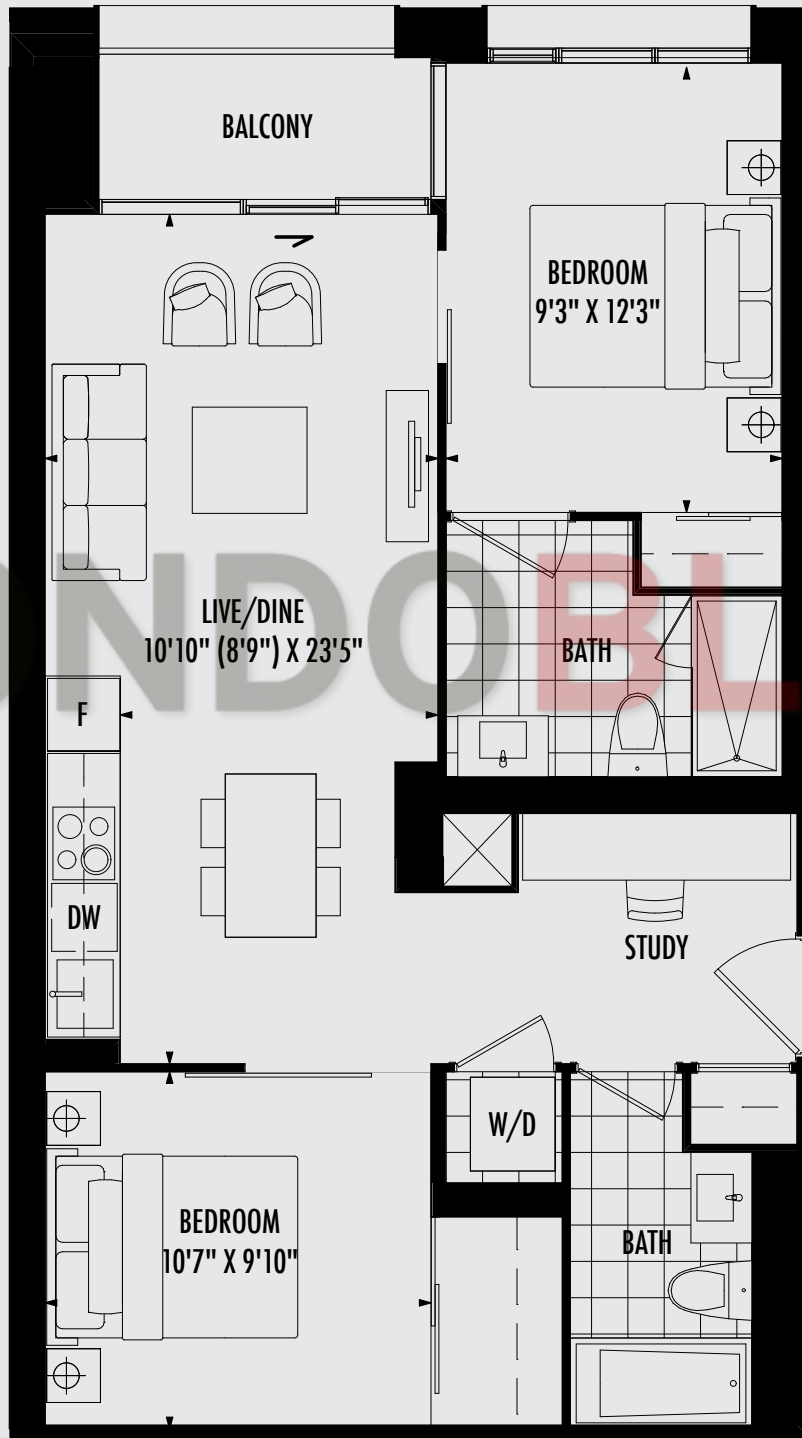 BALCONY
BEDROOM
9'3" X 12'3"
LIVE/DINE
10'10" (8'9") X 23'5"
BATH
F
DW
STUDY
W/D
BEDROOM
10'7" X 9'10"
BATH
ONDOBL